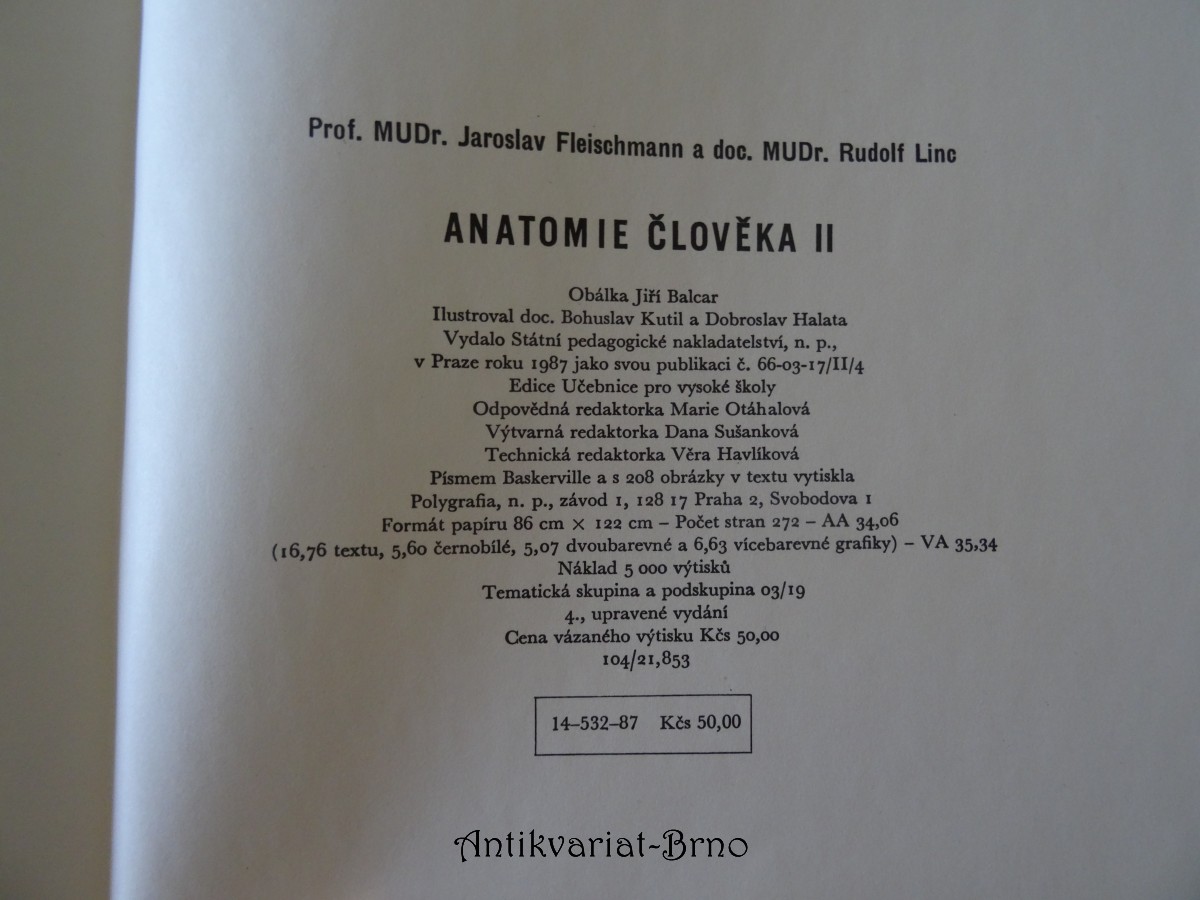 Prof. MUDr. Jaroslav Fleischmann a doc. MUDr. Rudolf Linc
ANATOMIE ČLOVĚKA II
Obálka Jiří Balcar
Ilustroval doc. Bohuslav Kutil a Dobroslav Halata
Vydalo Státní pedagogické nakladatelství, n. p.,
v Praze roku 1987 jako svou publikaci č. 66-03-17/II/4
Edice Učebnice pro vysoké školy
Odpovědná redaktorka Marie Otáhalová
Výtvarná redaktorka Dana Sušanková
Technická redaktorka Věra Havlíková
Písmem Baskerville a s 208 obrázky v textu vytiskla
Polygrafia, n. p., závod 1, 128 17 Praha 2, Svobodova 1
Formát papíru 86 cm × 122 cm – Počet stran 272 – AA 34,06
(16,76 textu, 5,60 černobílé, 5,07 dvoubarevné a 6,63 vícebarevné grafiky) – VA 35,34
Náklad 5 000 výtisků
Tematická skupina a podskupina 03/19
4., upravené vydání
Cena vázaného výtisku Kčs 50,00
104/21,853
14–532–87 Kčs 50,00
Antikvariat-Brno